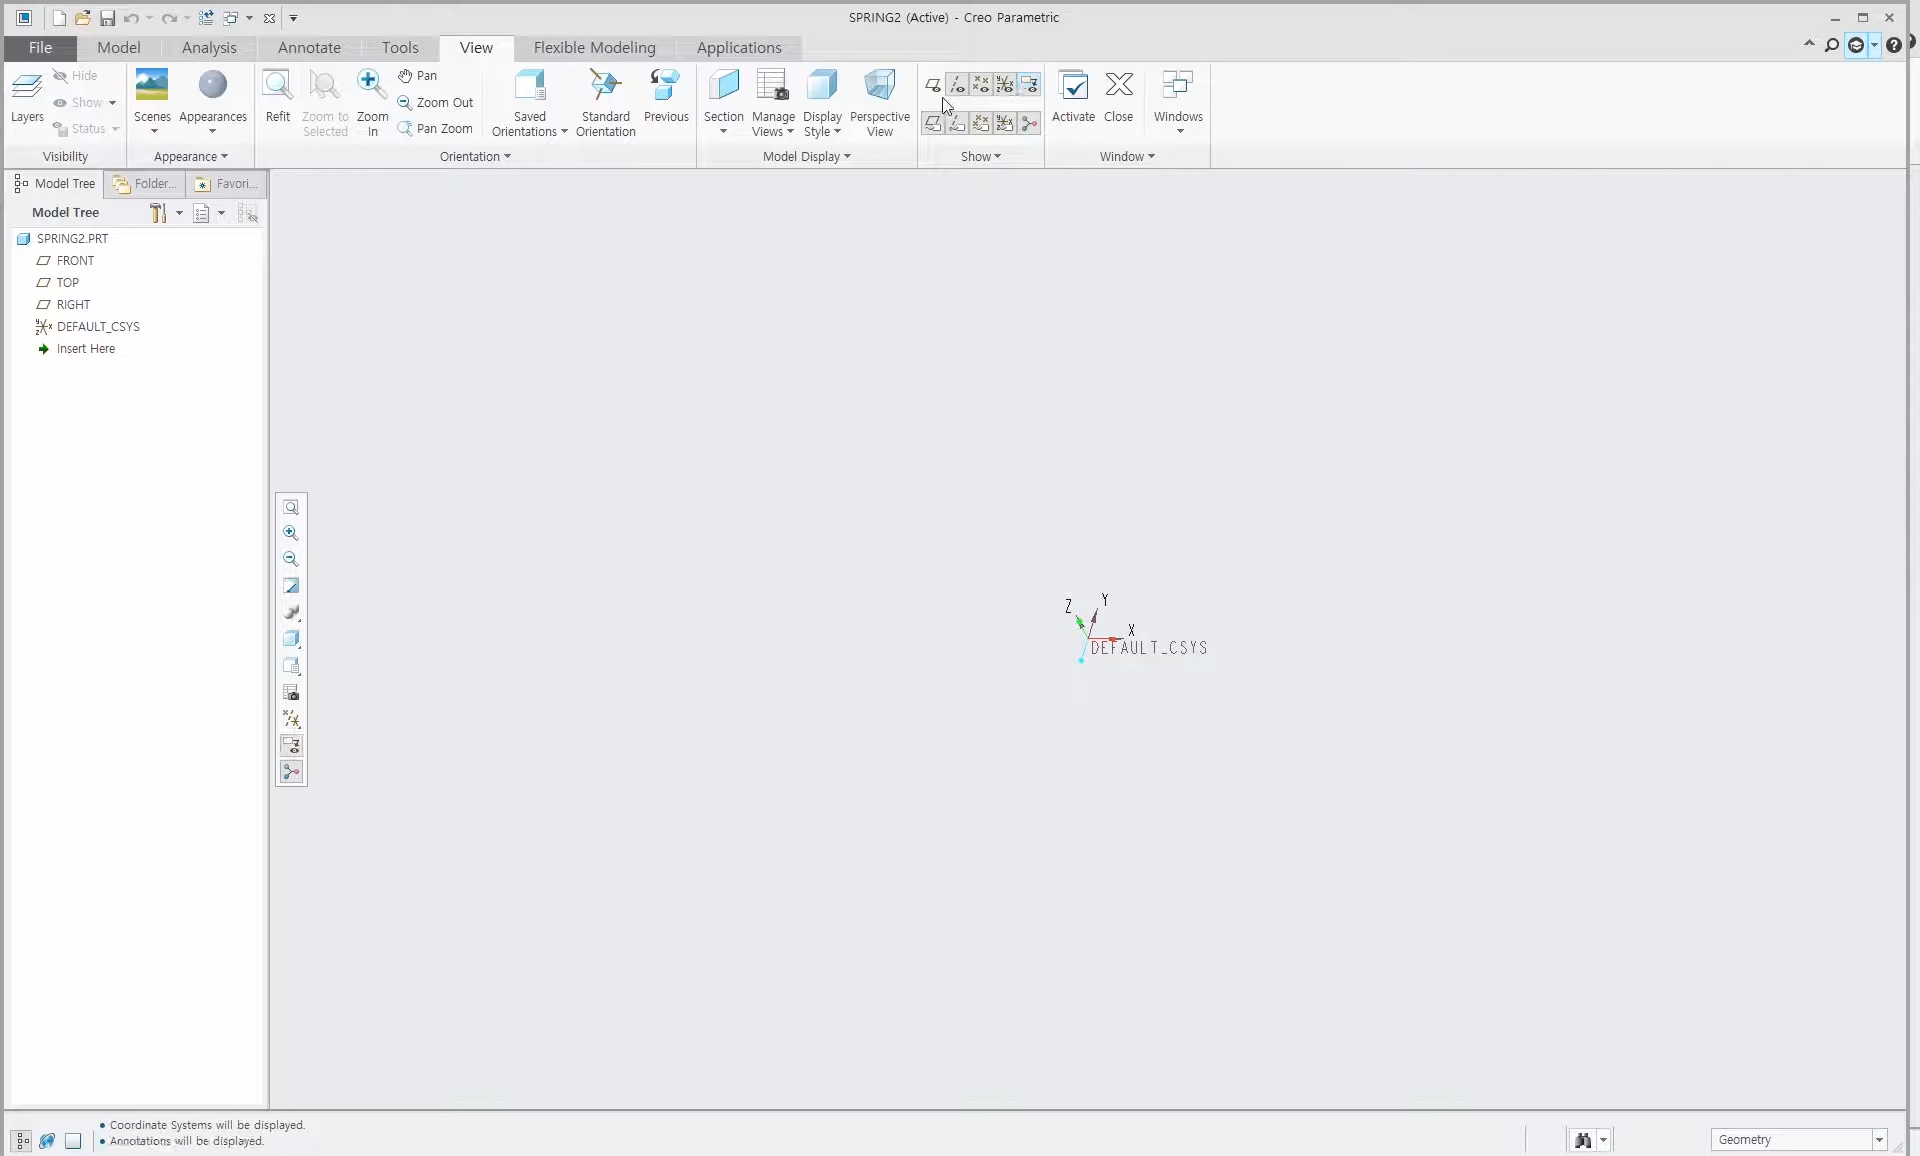 SPRING2 (Active) - Creo Parametric
File
Model
Analysis
Annotate
Tools
View
Flexible Modeling
Applications
Layers
Hide
Show
Status
Visibility
Scenes
Appearances
Appearance
Refit
Zoom to
Selected
Zoom
In
Pan
Zoom Out
Pan Zoom
Saved
Orientations
Standard
Orientation
Previous
Orientation
Section
Manage
Views
Display
Style
Perspective
View
Model Display
Show
Activate
Close
Windows
Window
Model Tree
Folder...
Favori...
Model Tree
SPRING2.PRT
FRONT
TOP
RIGHT
DEFAULT_CSYS
Insert Here
Z
Y
X
DEFAULT_CSYS
Coordinate Systems will be displayed.
Annotations will be displayed.
Geometry